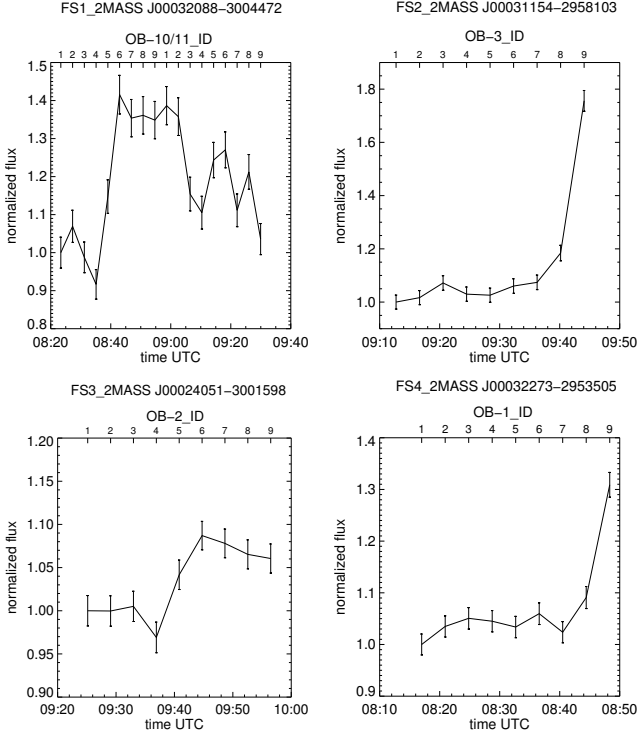 FS1_2MASS J00032088−3004472
OB−10/11_ID
1 2 3 4 5 6 7 8 9 1 2 3 4 5 6 7 8 9
1.5
1.4
1.3
1.2
1.1
1.0
0.9
0.8
normalized flux
08:20 08:40 09:00 09:20 09:40
time UTC
FS2_2MASS J00031154−2958103
OB−3_ID
1 2 3 4 5 6 7 8 9
1.8
1.6
1.4
1.2
1.0
normalized flux
09:10 09:20 09:30 09:40 09:50
time UTC
FS3_2MASS J00024051−3001598
OB−2_ID
1 2 3 4 5 6 7 8 9
1.20
1.15
1.10
1.05
1.00
0.95
0.90
normalized flux
09:20 09:30 09:40 09:50 10:00
time UTC
FS4_2MASS J00032273−2953505
OB−1_ID
1 2 3 4 5 6 7 8 9
1.4
1.3
1.2
1.1
1.0
0.9
normalized flux
08:10 08:20 08:30 08:40 08:50
time UTC